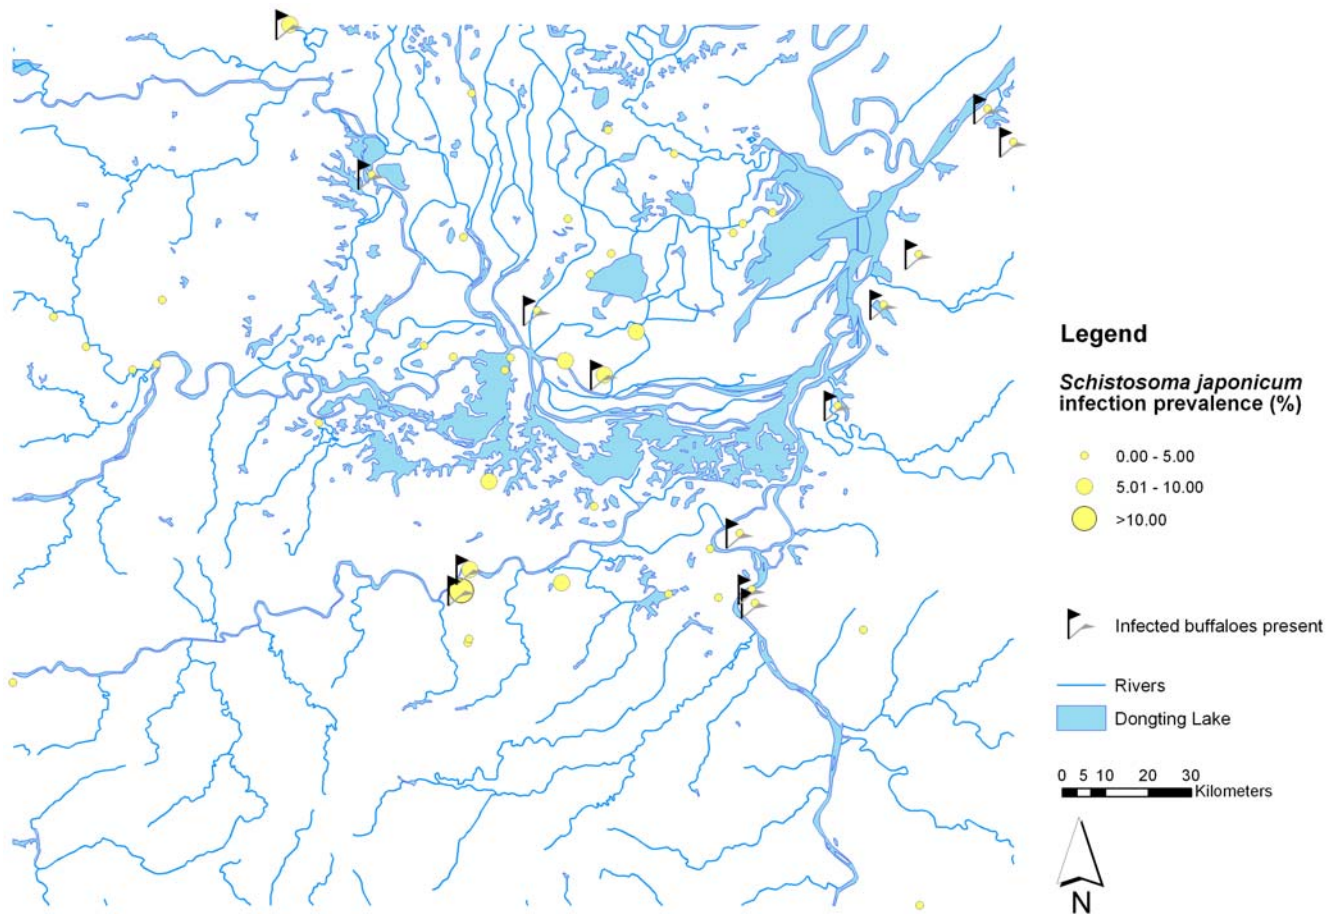 Legend
Schistosoma japonicum
infection prevalence (%)
0.00 - 5.00
5.01 - 10.00
>10.00
Infected buffaloes present
Rivers
Dongting Lake
0 5 10 20 30
Kilometers
N